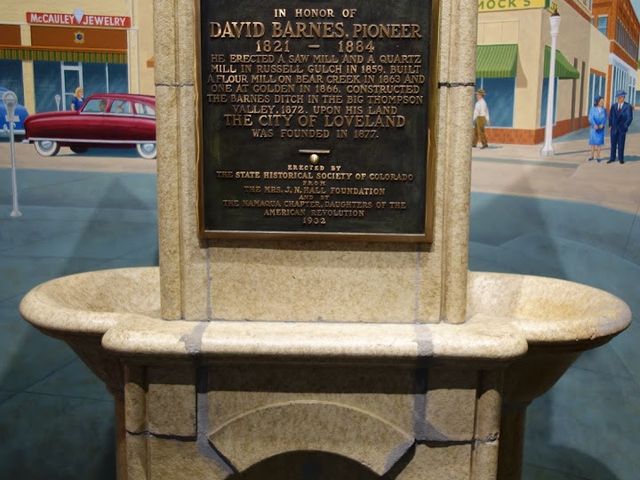 McCAULEY JEWELRY
MOCK'S
IN HONOR OF
DAVID BARNES, PIONEER
1821 — 1884
HE ERECTED A SAW MILL AND A QUARTZ
MILL IN RUSSELL GULCH IN 1859. BUILT
A FLOUR MILL ON BEAR CREEK IN 1863 AND
ONE AT GOLDEN IN 1866. CONSTRUCTED
THE BARNES DITCH IN THE BIG THOMPSON
VALLEY, 1872. UPON HIS LAND
THE CITY OF LOVELAND
WAS FOUNDED IN 1877.
ERECTED BY
THE STATE HISTORICAL SOCIETY OF COLORADO
FROM
THE MRS. J. N. HALL FOUNDATION
AND BY
THE NAMAQUA CHAPTER, DAUGHTERS OF THE
AMERICAN REVOLUTION
1932